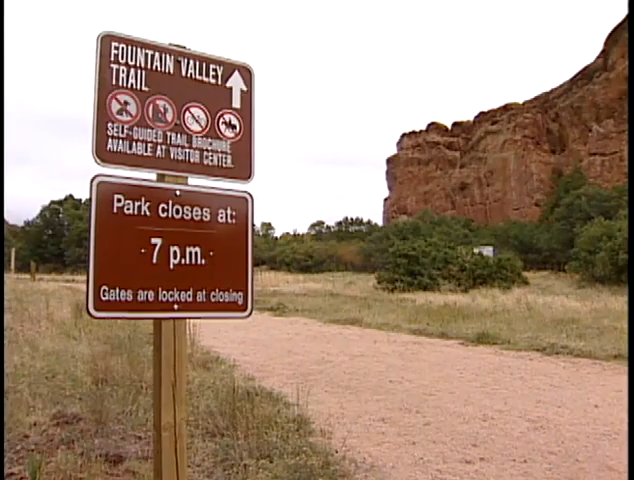 FOUNTAIN VALLEY
TRAIL
SELF-GUIDED TRAIL BROCHURE
AVAILABLE AT VISITOR CENTER.
Park closes at:
7 p.m.
Gates are locked at closing